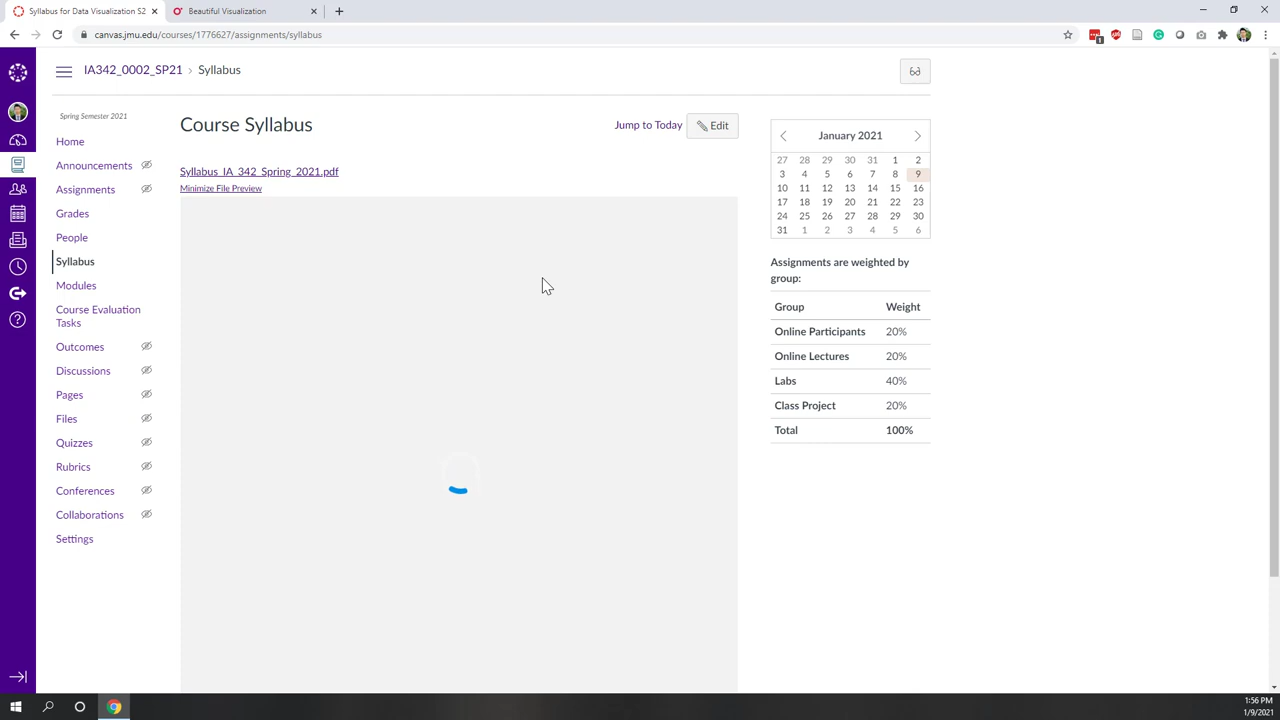 Syllabus for Data Visualization S2
Beautiful Visualization
canvas.jmu.edu/courses/1776627/assignments/syllabus
1
IA342_0002_SP21 › Syllabus
Spring Semester 2021
Home
Announcements
Assignments
Grades
People
Syllabus
Modules
Course Evaluation
Tasks
Outcomes
Discussions
Pages
Files
Quizzes
Rubrics
Conferences
Collaborations
Settings
Course Syllabus
Jump to Today
Edit
Syllabus_IA_342_Spring_2021.pdf
Minimize File Preview
January 2021
27 28 29 30 31 1 2
3 4 5 6 7 8 9
10 11 12 13 14 15 16
17 18 19 20 21 22 23
24 25 26 27 28 29 30
31 1 2 3 4 5 6
Assignments are weighted by
group:
Group Weight
Online Participants 20%
Online Lectures 20%
Labs 40%
Class Project 20%
Total 100%
1:56 PM
1/9/2021